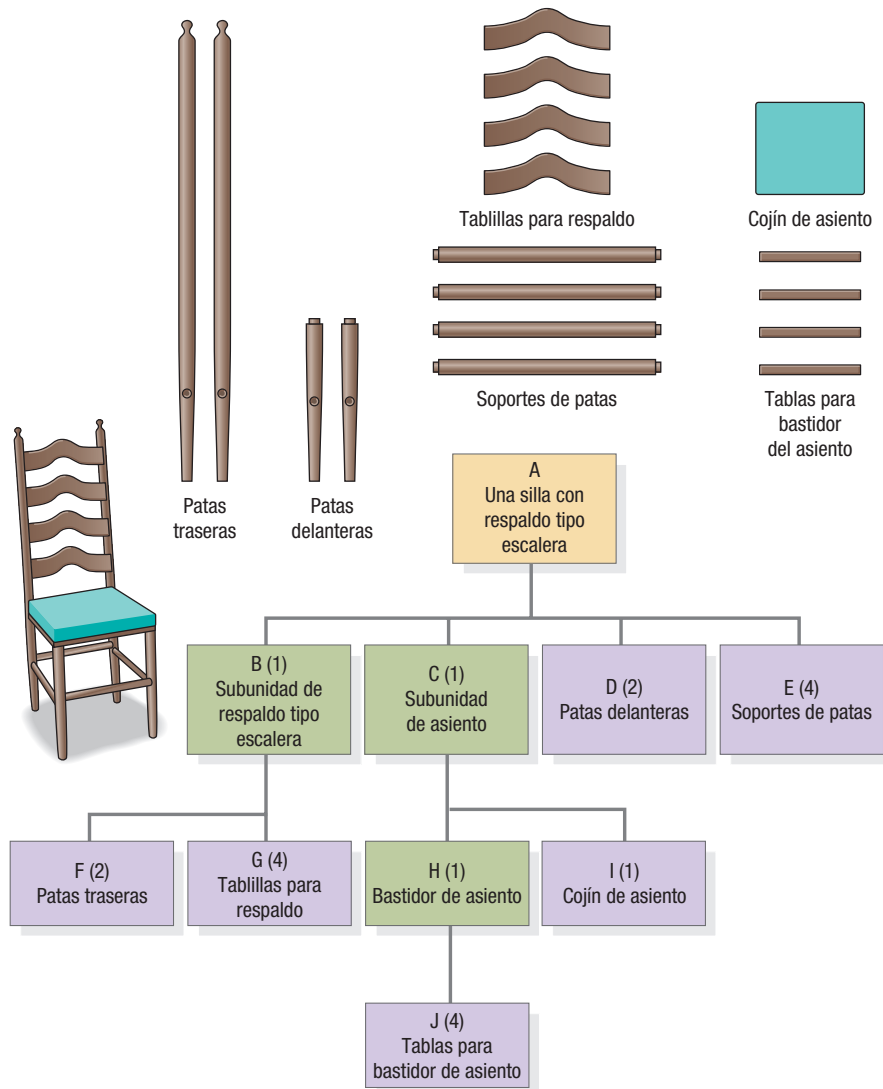 Tablillas para respaldo
Cojín de asiento
Soportes de patas
Tablas para
bastidor
del asiento
Patas
traseras
Patas
delanteras
A
Una silla con
respaldo tipo
escalera
B (1)
Subunidad de
respaldo tipo
escalera
C (1)
Subunidad
de asiento
D (2)
Patas delanteras
E (4)
Soportes de patas
F (2)
Patas traseras
G (4)
Tablillas para
respaldo
H (1)
Bastidor de asiento
I (1)
Cojín de asiento
J (4)
Tablas para
bastidor de asiento